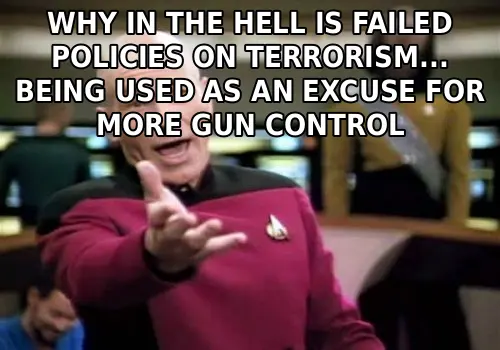 WHY IN THE HELL IS FAILED
POLICIES ON TERRORISM...
BEING USED AS AN EXCUSE FOR
MORE GUN CONTROL